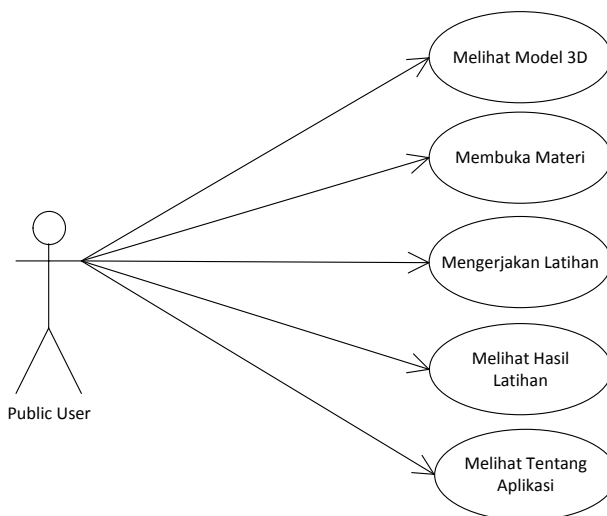 Melihat Model 3D
Membuka Materi
Mengerjakan Latihan
Melihat Hasil
Latihan
Public User
Melihat Tentang
Aplikasi